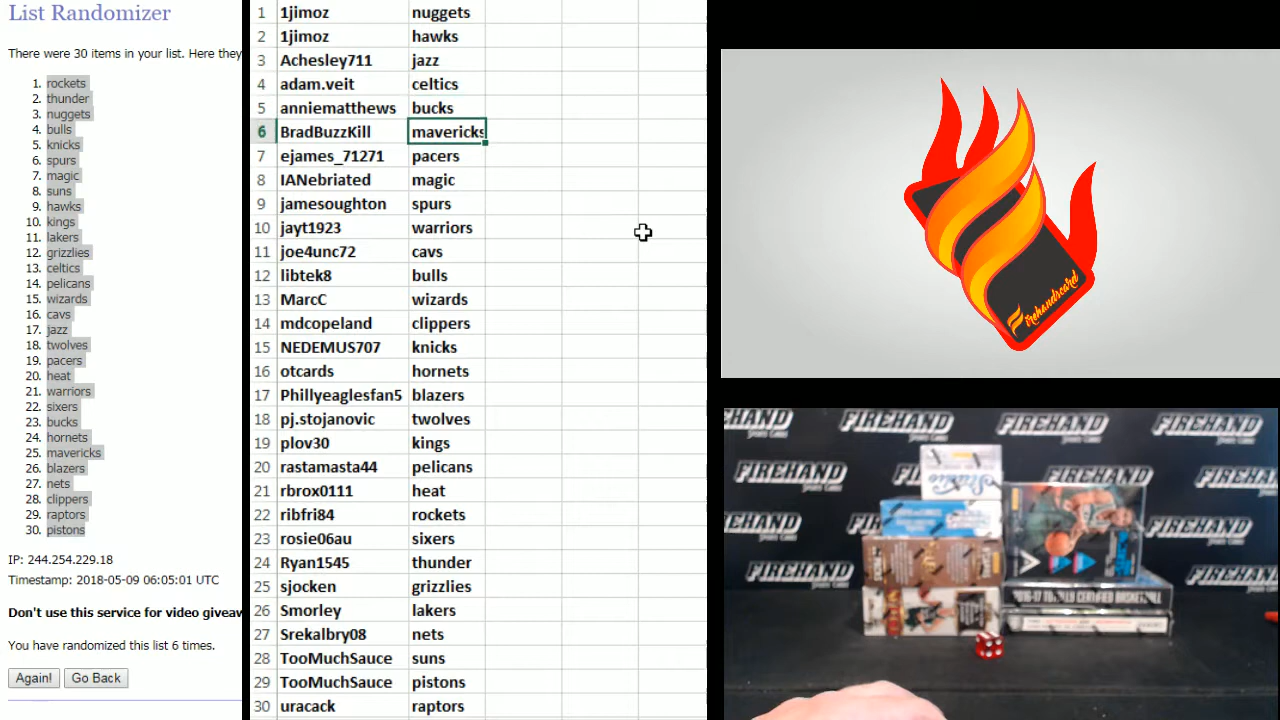 List Randomizer
There were 30 items in your list. Here they
1. rockets
2. thunder
3. nuggets
4. bulls
5. knicks
6. spurs
7. magic
8. suns
9. hawks
10. kings
11. lakers
12. grizzlies
13. celtics
14. pelicans
15. wizards
16. cavs
17. jazz
18. twolves
19. pacers
20. heat
21. warriors
22. sixers
23. bucks
24. hornets
25. mavericks
26. blazers
27. nets
28. clippers
29. raptors
30. pistons
IP: 244.254.229.18
Timestamp: 2018-05-09 06:05:01 UTC
Don't use this service for video giveaw
You have randomized this list 6 times.
Again! Go Back
1 1jimoz nuggets
2 1jimoz hawks
3 Achesley711 jazz
4 adam.veit celtics
5 anniematthews bucks
6 BradBuzzKill mavericks
7 ejames_71271 pacers
8 IANebriated magic
9 jamesoughton spurs
10 jayt1923 warriors
11 joe4unc72 cavs
12 libtek8 bulls
13 MarcC wizards
14 mdcopeland clippers
15 NEDEMUS707 knicks
16 otcards hornets
17 Phillyeaglesfan5 blazers
18 pj.stojanovic twolves
19 plov30 kings
20 rastamasta44 pelicans
21 rbrox0111 heat
22 ribfri84 rockets
23 rosie06au sixers
24 Ryan1545 thunder
25 sjocken grizzlies
26 Smorley lakers
27 Srekalbry08 nets
28 TooMuchSauce suns
29 TooMuchSauce pistons
30 uracack raptors
Firehandscard
FIREHAND
FIREHAND
FIREHAND
FIREHAND
FIREHAND
FIREHAND
FIREHAND
FIREHAND
FIREHAND
2016-17 TOTALLY CERTIFIED BASKETBALL